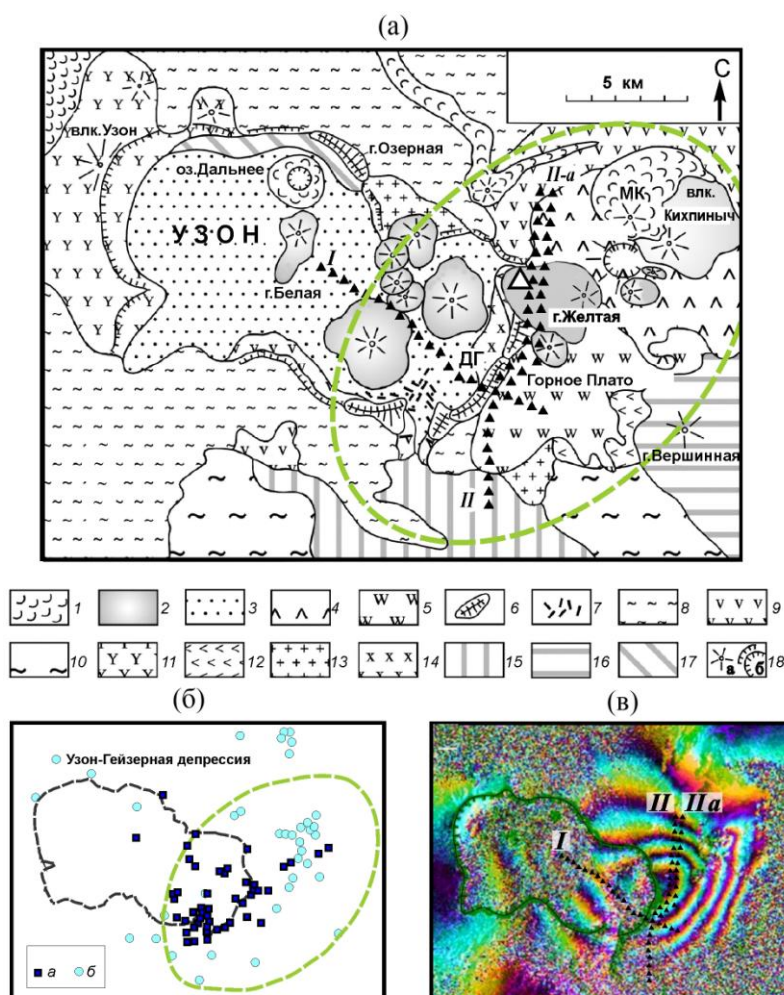 (а)
5 км
С
влк.Узон
г.Озерная
оз.Дальнее
II-a
МК
влк.
Кихпиныч
УЗОН
I
г.Белая
г.Желтая
ДГ
Горное Плато
г.Вершинная
II
1 2 3 4 5 6 7 8 9
10 11 12 13 14 15 16 17 а б 18
(б)
(в)
Узон-Гейзерная депрессия
а б
II IIa
I